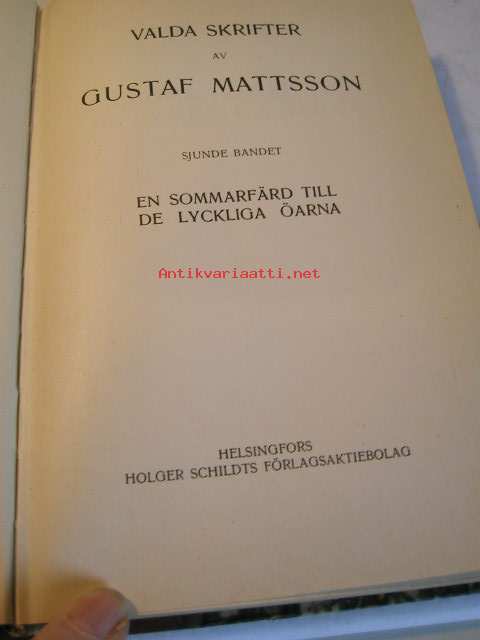 VALDA SKRIFTER
AV
GUSTAF MATTSSON
SJUNDE BANDET
EN SOMMARFÄRD TILL
DE LYCKLIGA ÖARNA
Antikvariaatti.net
HELSINGFORS
HOLGER SCHILDTS FÖRLAGSAKTIEBOLAG